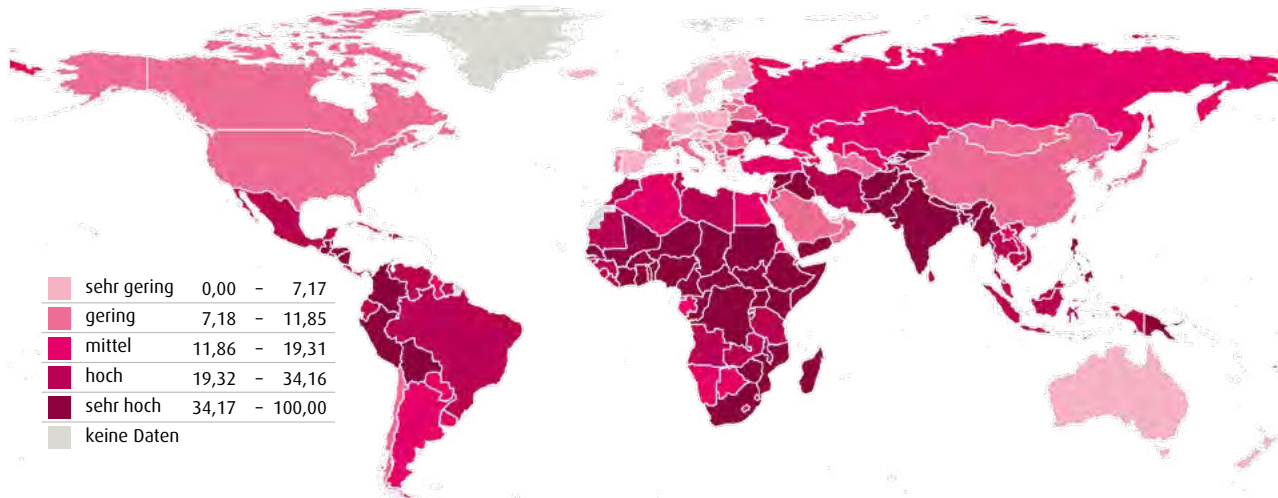 sehr gering 0,00 – 7,17
gering 7,18 – 11,85
mittel 11,86 – 19,31
hoch 19,32 – 34,16
sehr hoch 34,17 – 100,00
keine Daten